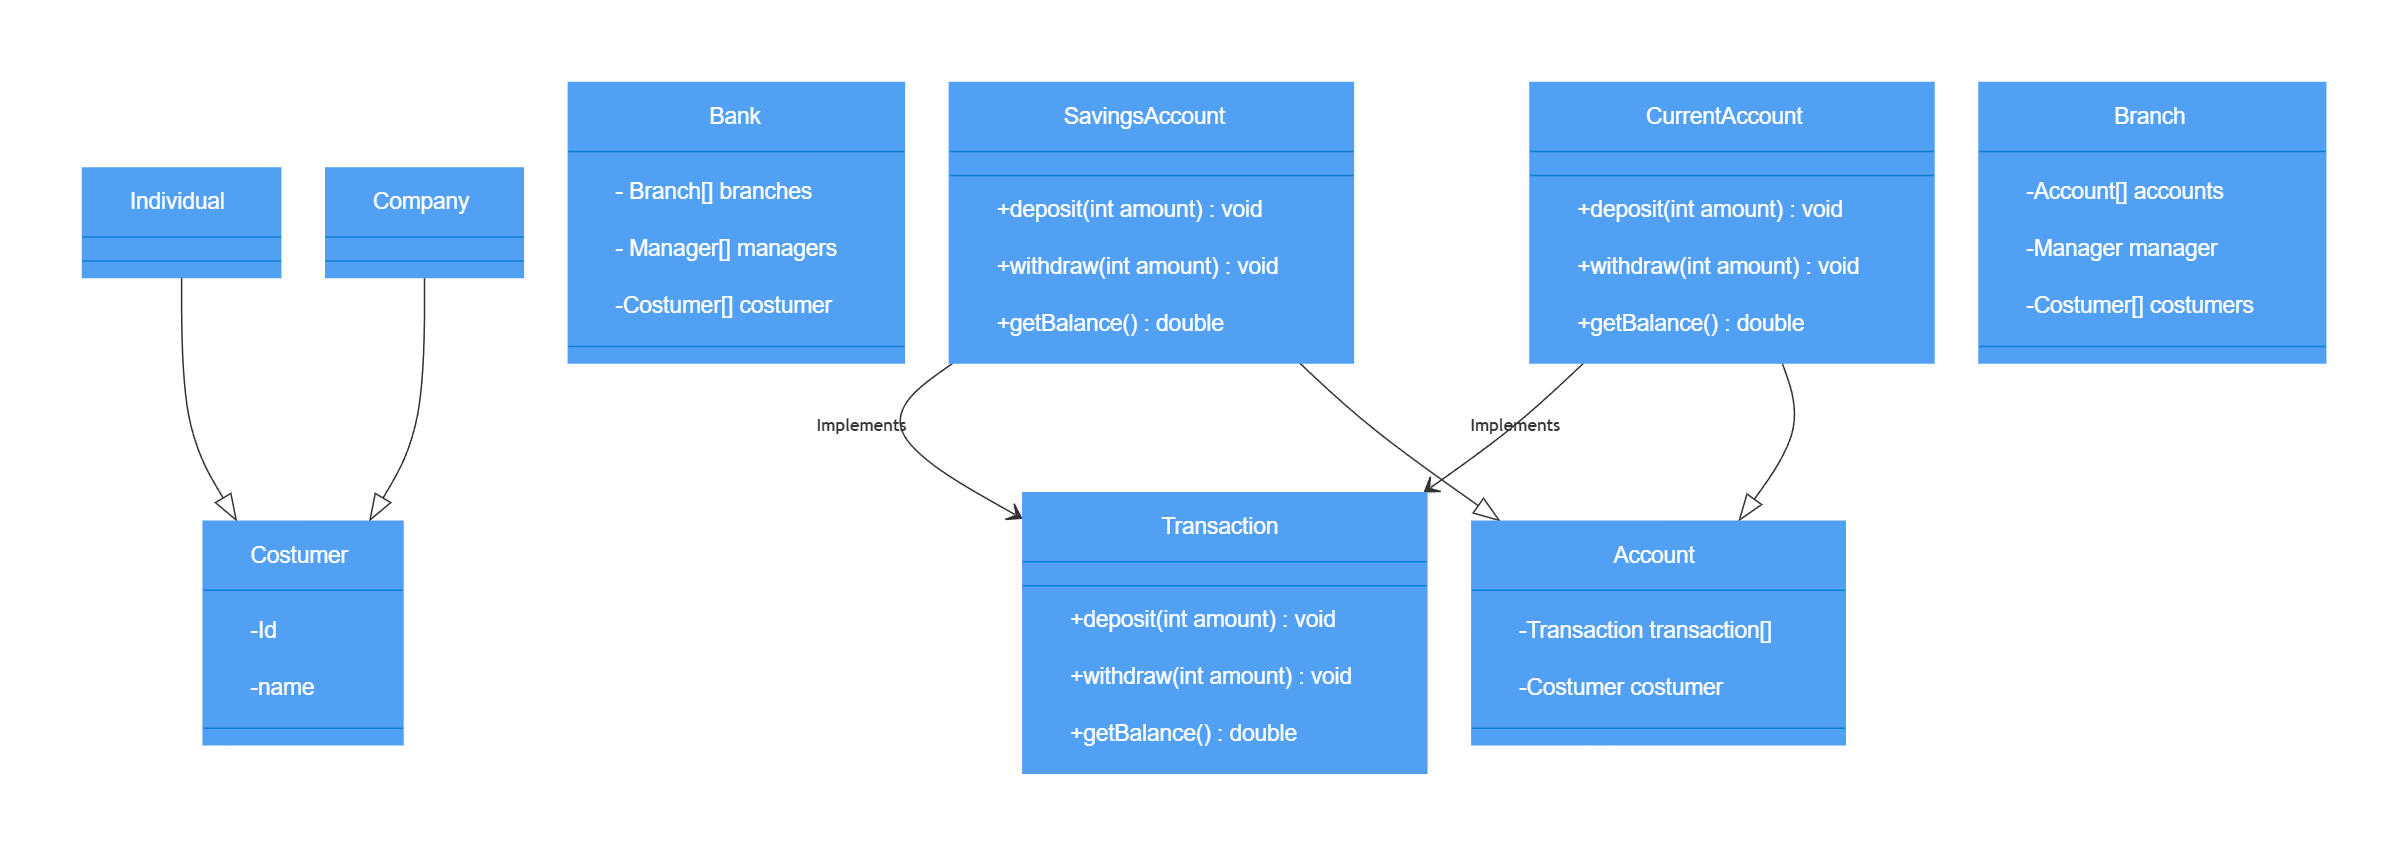 Individual
Company
Bank
- Branch[] branches
- Manager[] managers
-Costumer[] costumer
SavingsAccount
+deposit(int amount) : void
+withdraw(int amount) : void
+getBalance() : double
CurrentAccount
+deposit(int amount) : void
+withdraw(int amount) : void
+getBalance() : double
Branch
-Account[] accounts
-Manager manager
-Costumer[] costumers
Implements
Implements
Costumer
-Id
-name
Transaction
+deposit(int amount) : void
+withdraw(int amount) : void
+getBalance() : double
Account
-Transaction transaction[]
-Costumer costumer